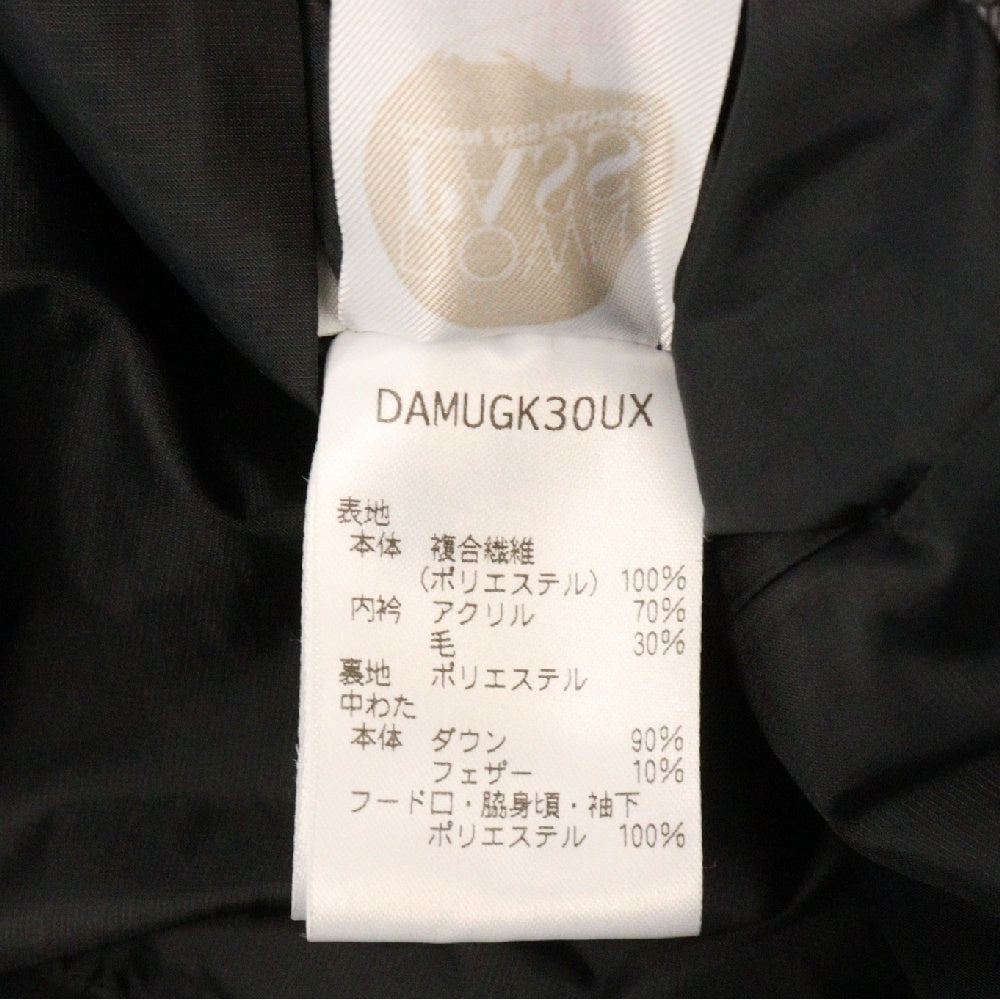 DAMUGK30UX
表地
本体 複合繊維
(ポリエステル) 100%
内衿 アクリル 70%
毛 30%
裏地 ポリエステル
中わた
本体 ダウン 90%
フェザー 10%
フード口・脇身頃・袖下
ポリエステル 100%